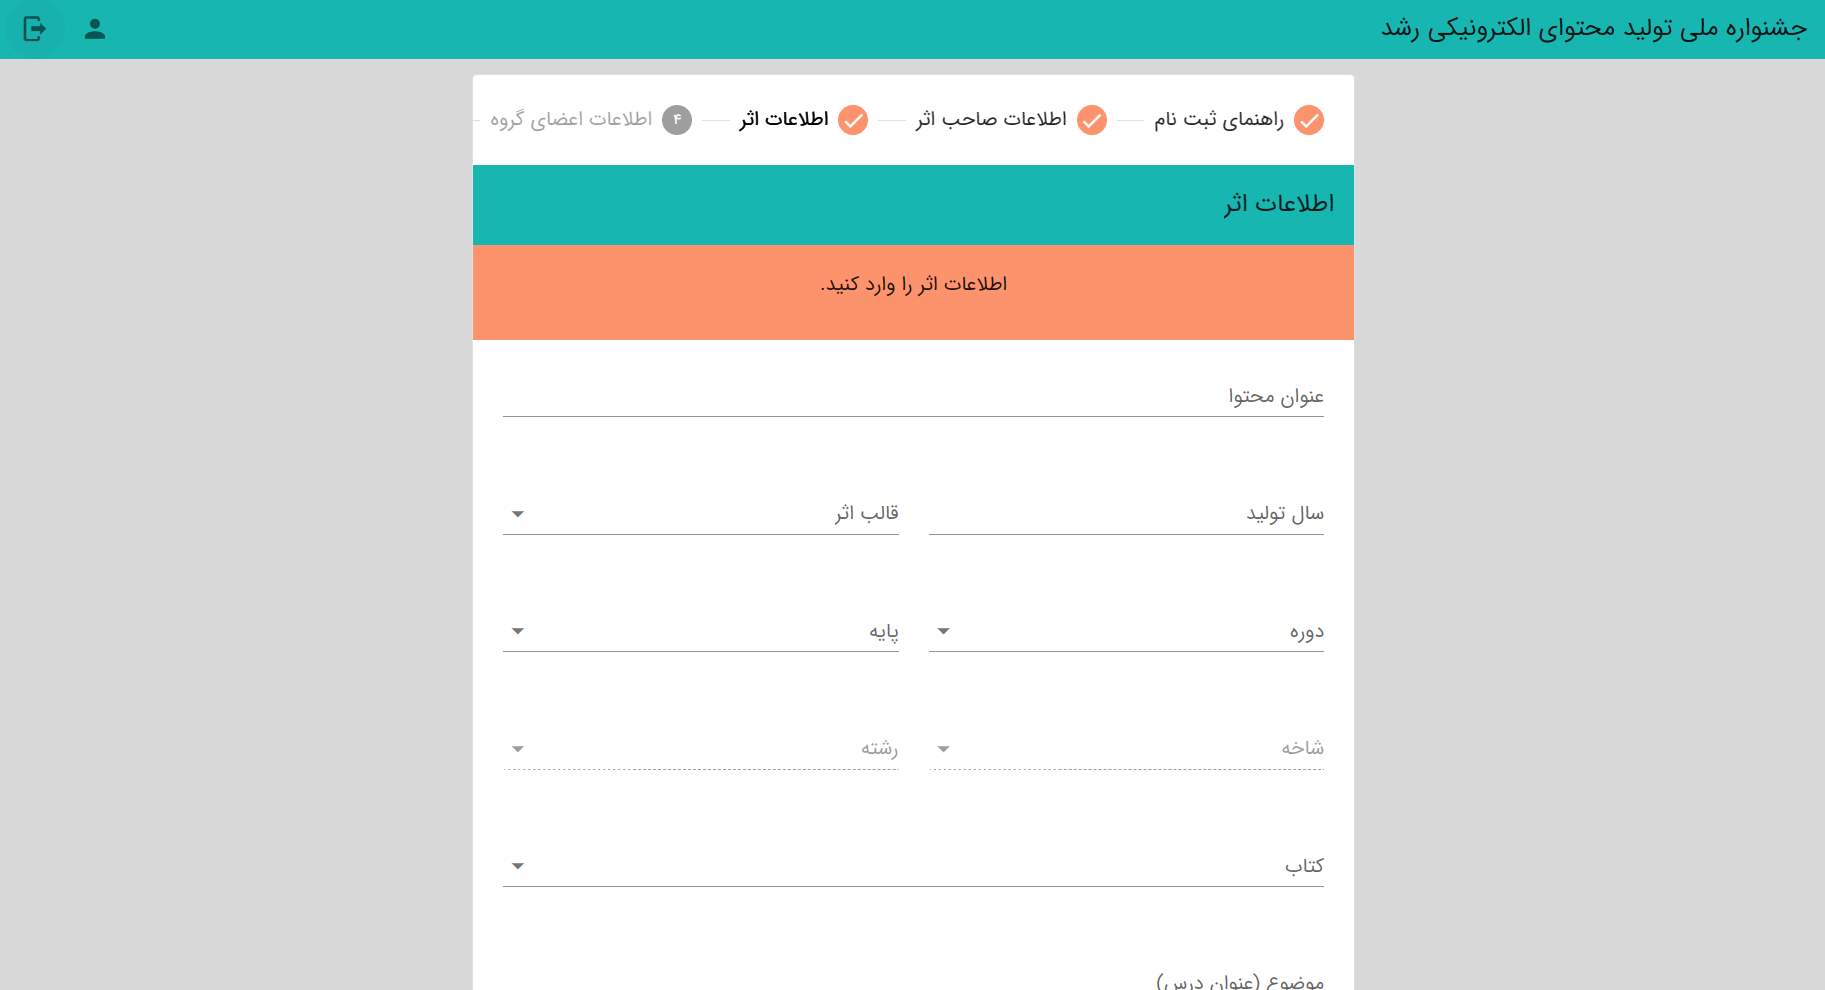 جشنواره ملی تولید محتوای الکترونیکی رشد
راهنمای ثبت نام
اطلاعات صاحب اثر
اطلاعات اثر
۴ اطلاعات اعضای گروه
اطلاعات اثر
اطلاعات اثر را وارد کنید.
عنوان محتوا
سال تولید
قالب اثر
دوره
پایه
شاخه
رشته
کتاب
موضوع (عنوان درس)